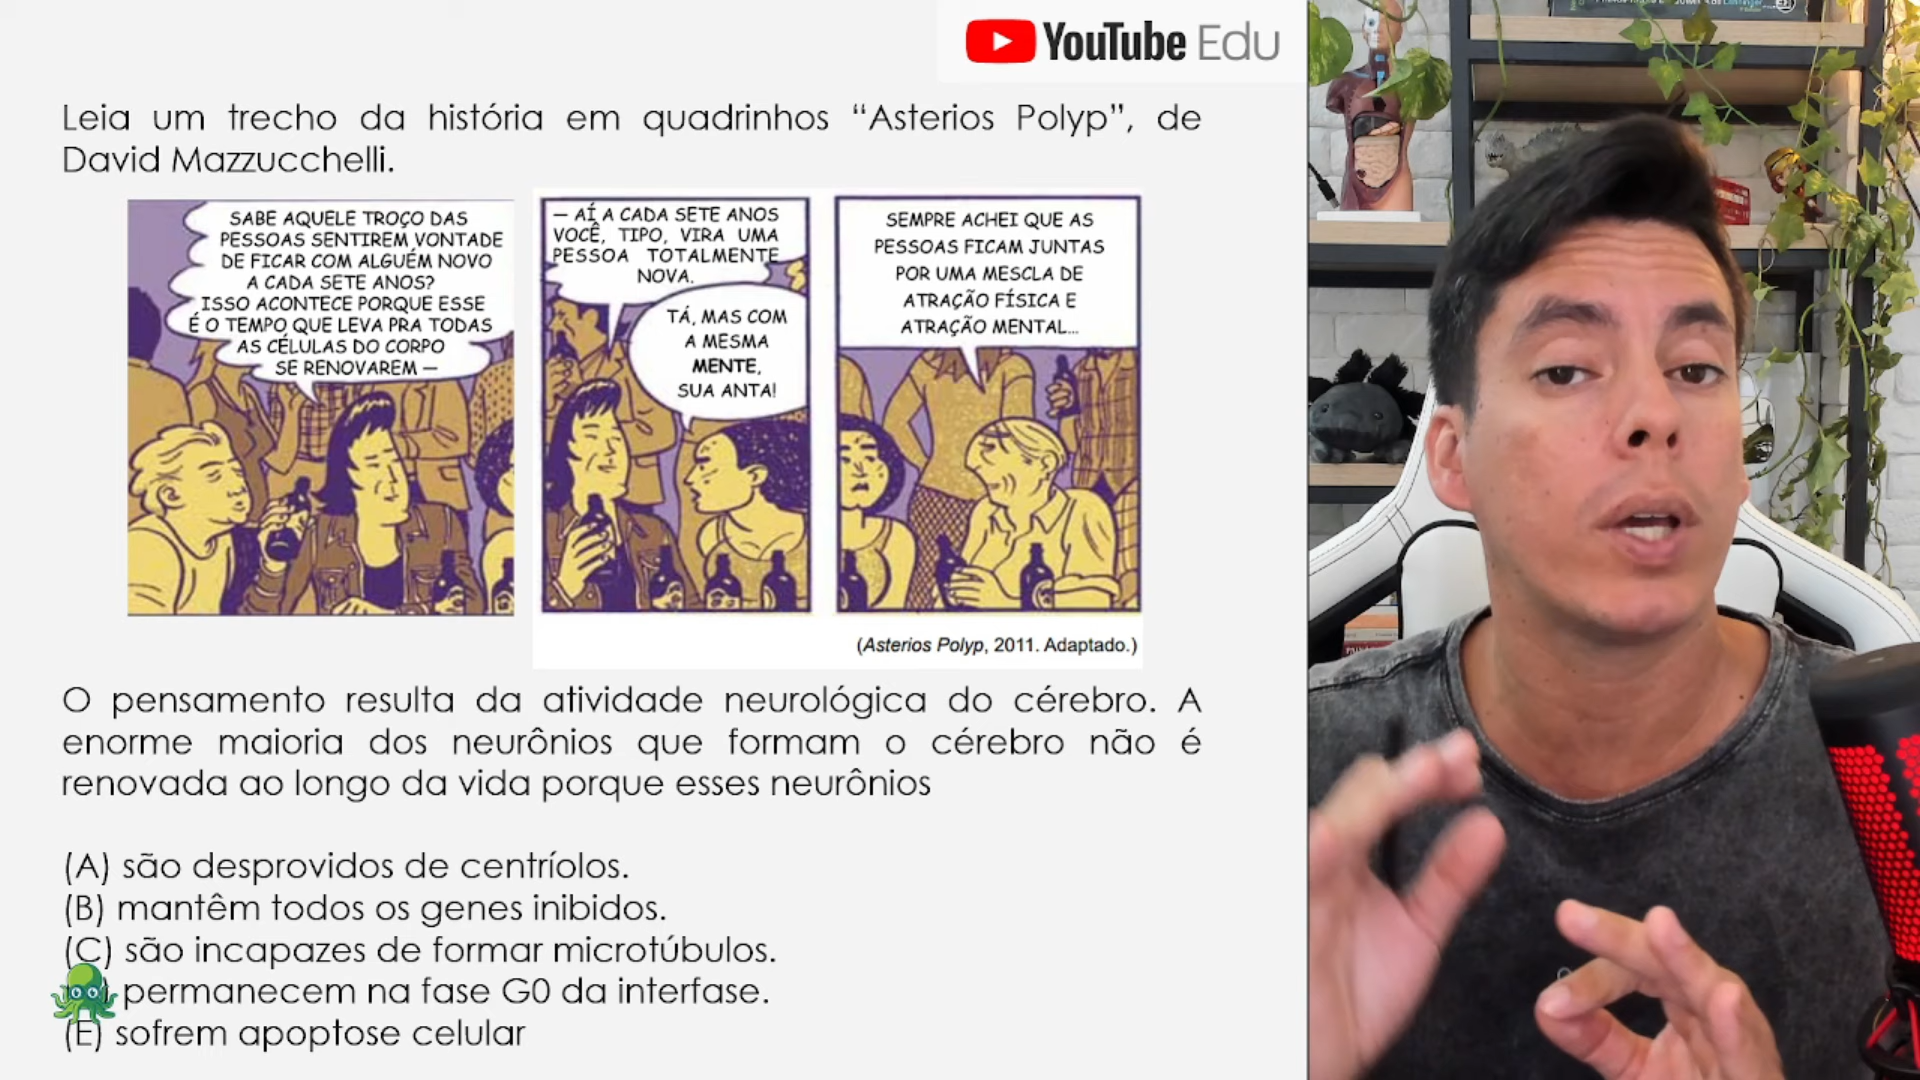 YouTube Edu
Leia um trecho da história em quadrinhos “Asterios Polyp”, de
David Mazzucchelli.
SABE AQUELE TROÇO DAS
PESSOAS SENTIREM VONTADE
DE FICAR COM ALGUÉM NOVO
A CADA SETE ANOS?
ISSO ACONTECE PORQUE ESSE
É O TEMPO QUE LEVA PRA TODAS
AS CÉLULAS DO CORPO
SE RENOVAREM —
— AÍ A CADA SETE ANOS
VOCÊ, TIPO, VIRA UMA
PESSOA TOTALMENTE
NOVA.
TÁ, MAS COM
A MESMA
MENTE,
SUA ANTA!
SEMPRE ACHEI QUE AS
PESSOAS FICAM JUNTAS
POR UMA MESCLA DE
ATRAÇÃO FÍSICA E
ATRAÇÃO MENTAL...
(Asterios Polyp, 2011. Adaptado.)
O pensamento resulta da atividade neurológica do cérebro. A
enorme maioria dos neurônios que formam o cérebro não é
renovada ao longo da vida porque esses neurônios
(A) são desprovidos de centríolos.
(B) mantêm todos os genes inibidos.
(C) são incapazes de formar microtúbulos.
permanecem na fase G0 da interfase.
(E) sofrem apoptose celular